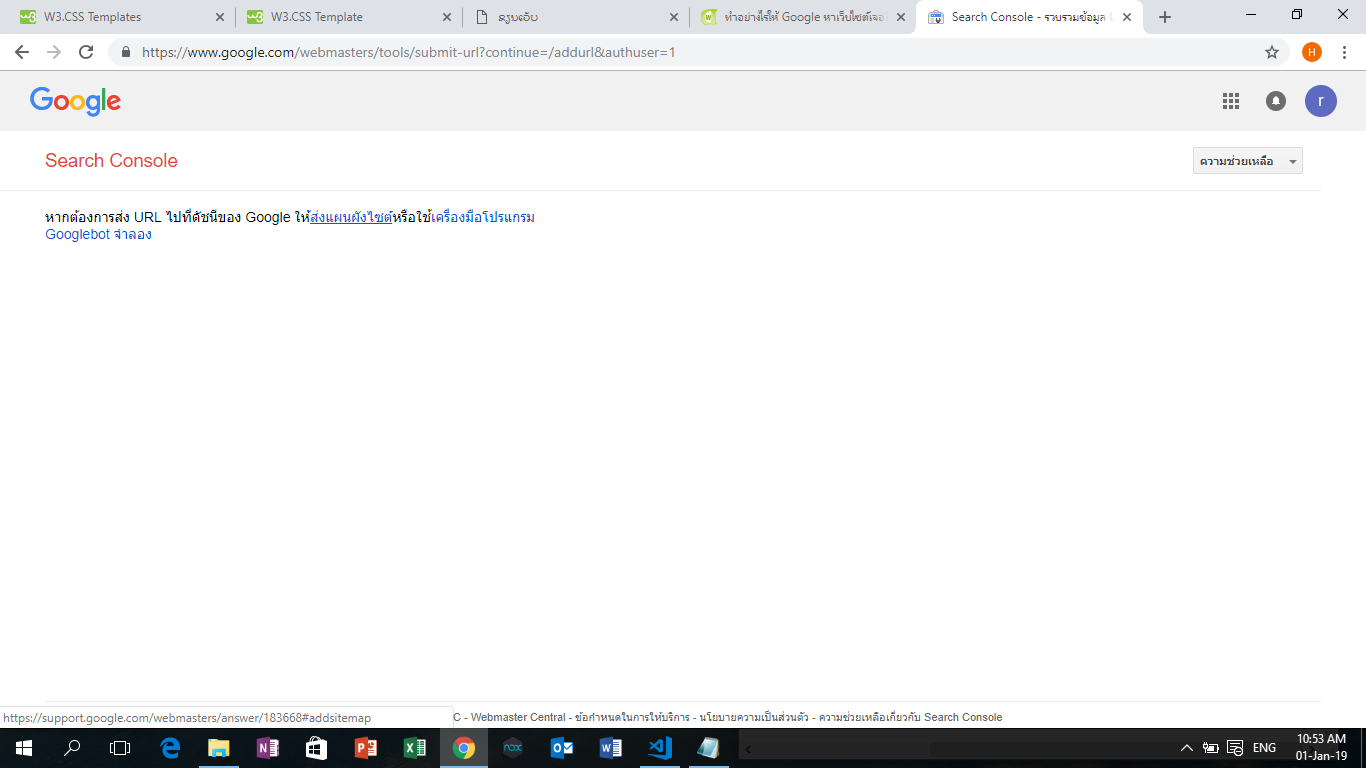 W3.CSS Templates
W3.CSS Template
ຂຽນເວັບ
ทำอย่างไรให้ Google หาเว็บไซต์เจอ
Search Console - รวบรวมข้อมูล U
https://www.google.com/webmasters/tools/submit-url?continue=/addurl&authuser=1
H
Google
r
Search Console
ความช่วยเหลือ
หากต้องการส่ง URL ไปที่ดัชนีของ Google ให้ส่งแผนผังไซต์หรือใช้เครื่องมือโปรแกรม
Googlebot จำลอง
https://support.google.com/webmasters/answer/183668#addsitemap
C - Webmaster Central - ข้อกำหนดในการให้บริการ - นโยบายความเป็นส่วนตัว - ความช่วยเหลือเกี่ยวกับ Search Console
ENG
10:53 AM
01-Jan-19